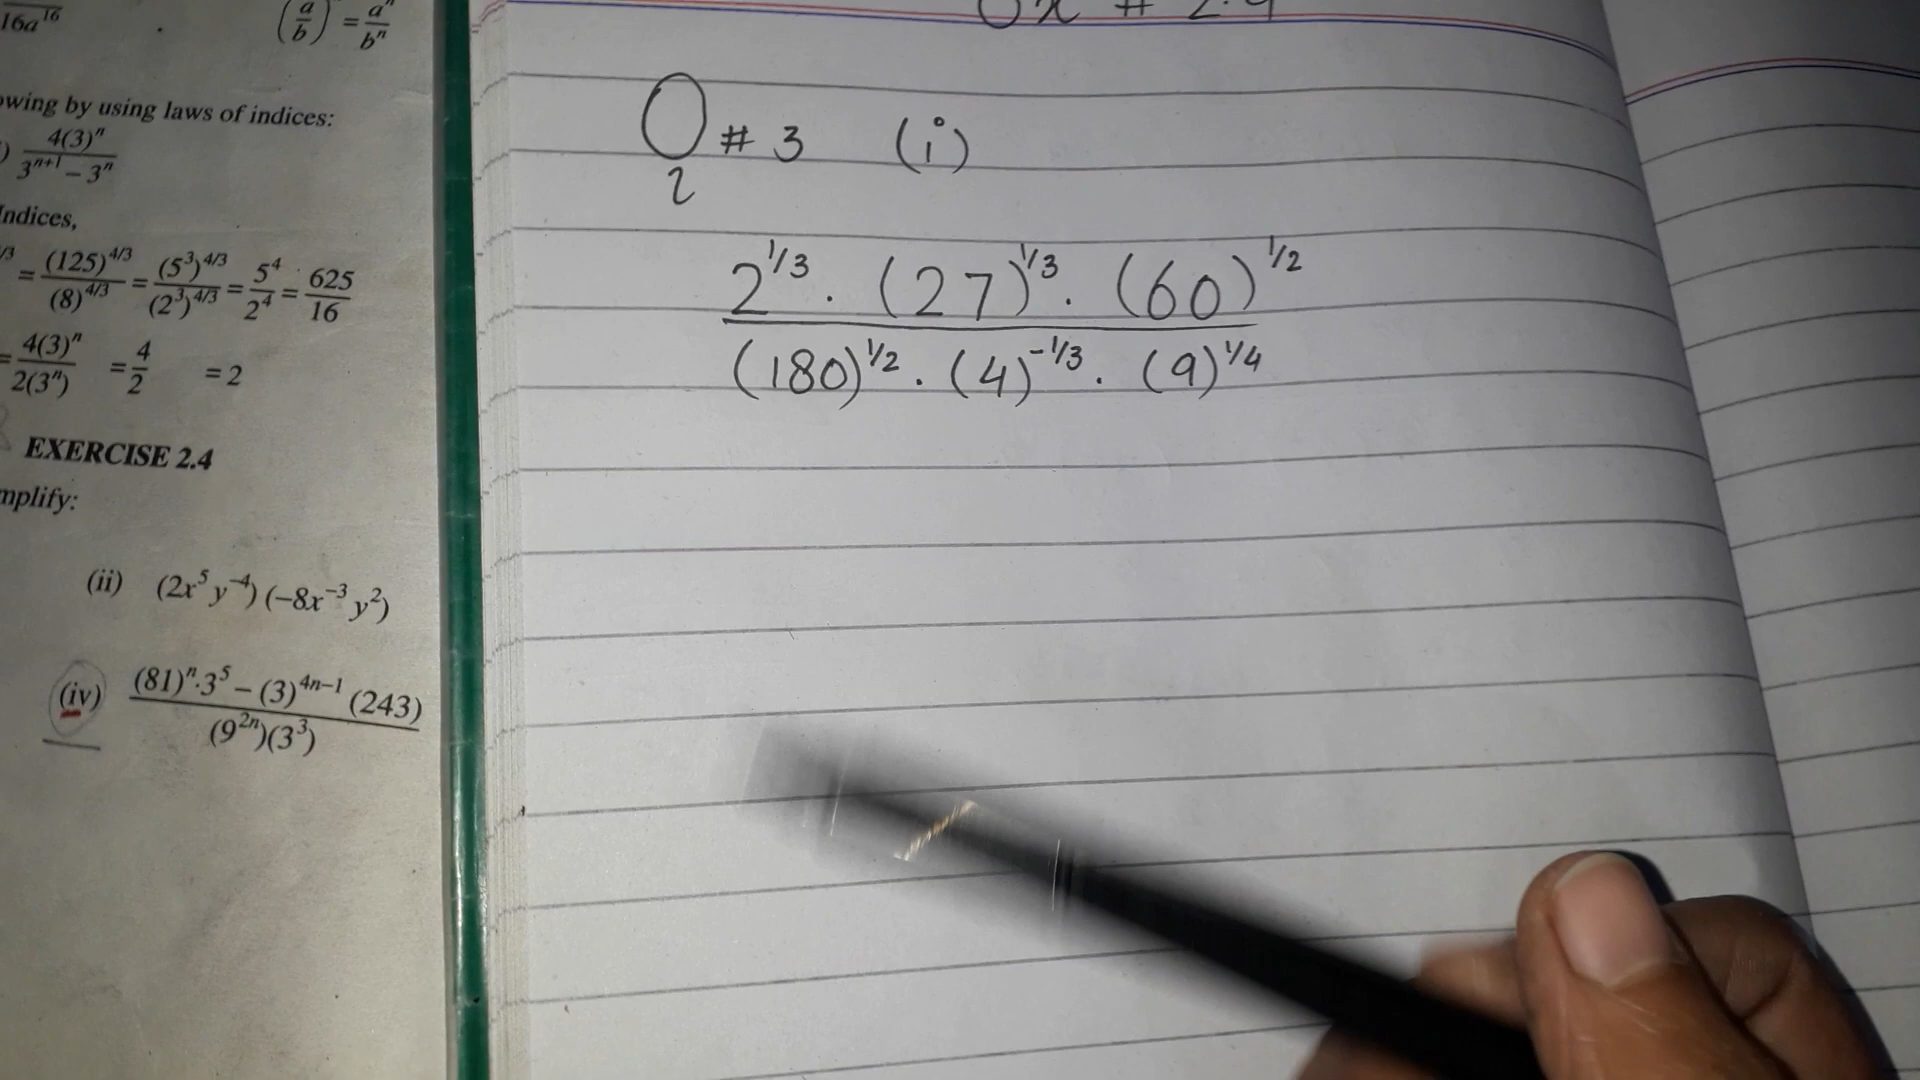 16a^16
(a/b)^n = a^n/b^n
owing by using laws of indices:
) 4(3)^n / 3^(n+1) – 3^n
Indices,
/3 = (125)^4/3 / (8)^4/3 = (5^3)^4/3 / (2^3)^4/3 = 5^4 / 2^4 = 625 / 16
= 4(3)^n / 2(3^n) = 4/2 = 2
EXERCISE 2.4
mplify:
(ii) (2x^5 y^-4) (–8x^-3 y^2)
(iv) (81)^n.3^5 – (3)^(4n–1) (243) / (9^2n)(3^3)
x # 2.4
Q # 3 (i)
2^1/3 . (27)^1/3 . (60)^1/2
(180)^1/2 . (4)^-1/3 . (9)^1/4